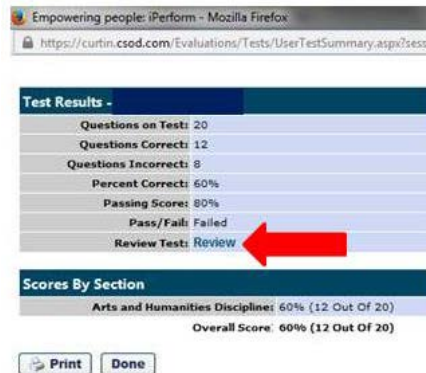 Empowering people: iPerform - Mozilla Firefox
https://curtin.csod.com/Evaluations/Tests/UserTestSummary.aspx?sess
Test Results -
Questions on Test: 20
Questions Correct: 12
Questions Incorrect: 8
Percent Correct: 60%
Passing Score: 80%
Pass/Fail: Failed
Review Test: Review
Scores By Section
Arts and Humanities Discipline: 60% (12 Out Of 20)
Overall Score: 60% (12 Out Of 20)
Print Done